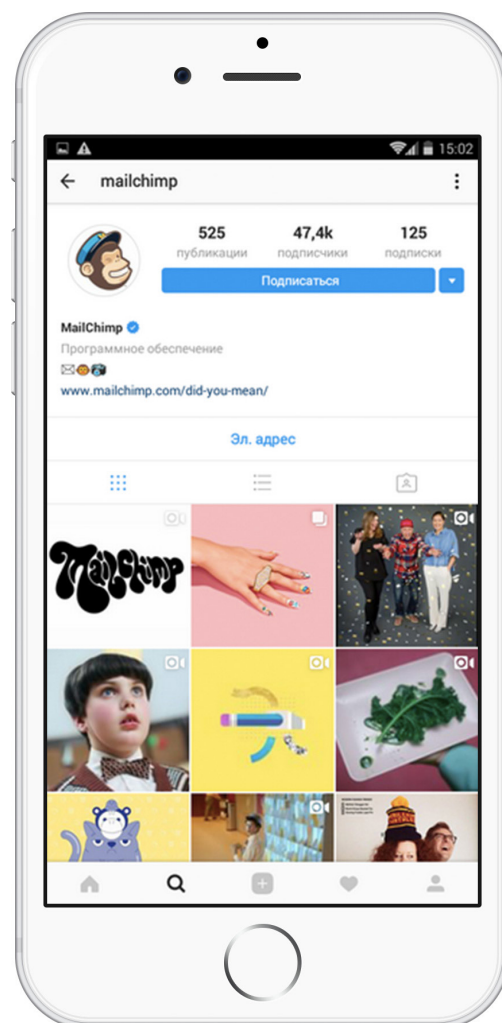 15:02
mailchimp
525 47,4k 125
публикации подписчики подписки
Подписаться
MailChimp
Программное обеспечение
www.mailchimp.com/did-you-mean/
Эл. адрес
Mailchimp